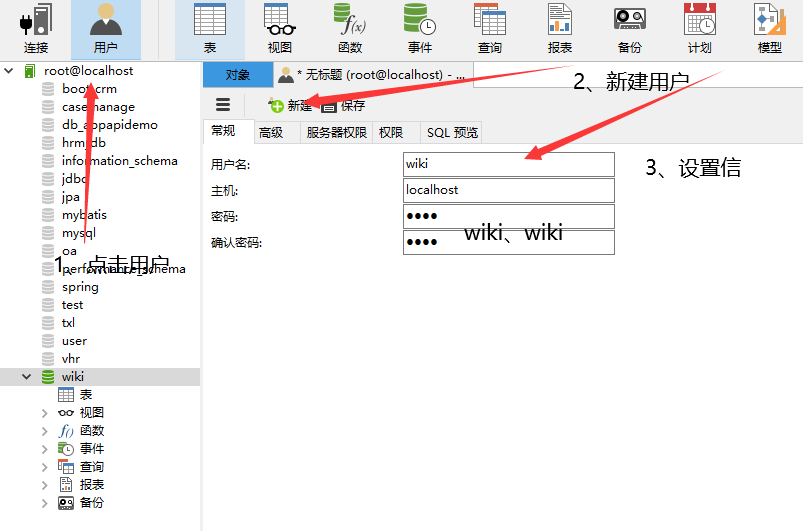 连接
用户
表
视图
函数
事件
查询
报表
备份
计划
模型
root@localhost
boot_crm
case_manage
db_appapidemo
hrm_db
information_schema
jdbc
jpa
mybatis
mysql
oa
performance_schema
spring
test
txl
user
vhr
wiki
表
视图
函数
事件
查询
报表
备份
对象
* 无标题 (root@localhost) - ...
新建
保存
常规
高级
服务器权限
权限
SQL 预览
用户名:
wiki
主机:
localhost
密码:
●●●●
确认密码:
●●●●
1、点击用户
2、新建用户
3、设置信
wiki、wiki